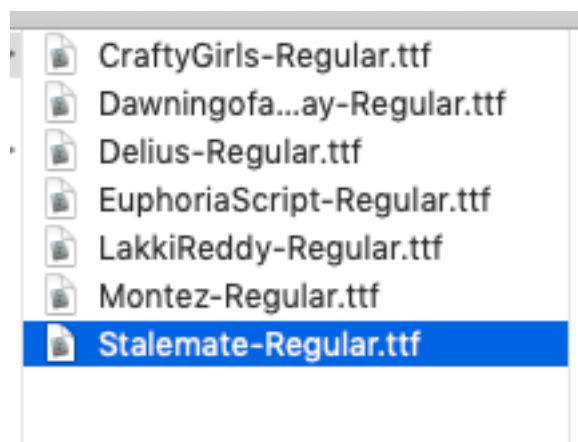 CraftyGirls-Regular.ttf
Dawningofa...ay-Regular.ttf
Delius-Regular.ttf
EuphoriaScript-Regular.ttf
LakkiReddy-Regular.ttf
Montez-Regular.ttf
Stalemate-Regular.ttf